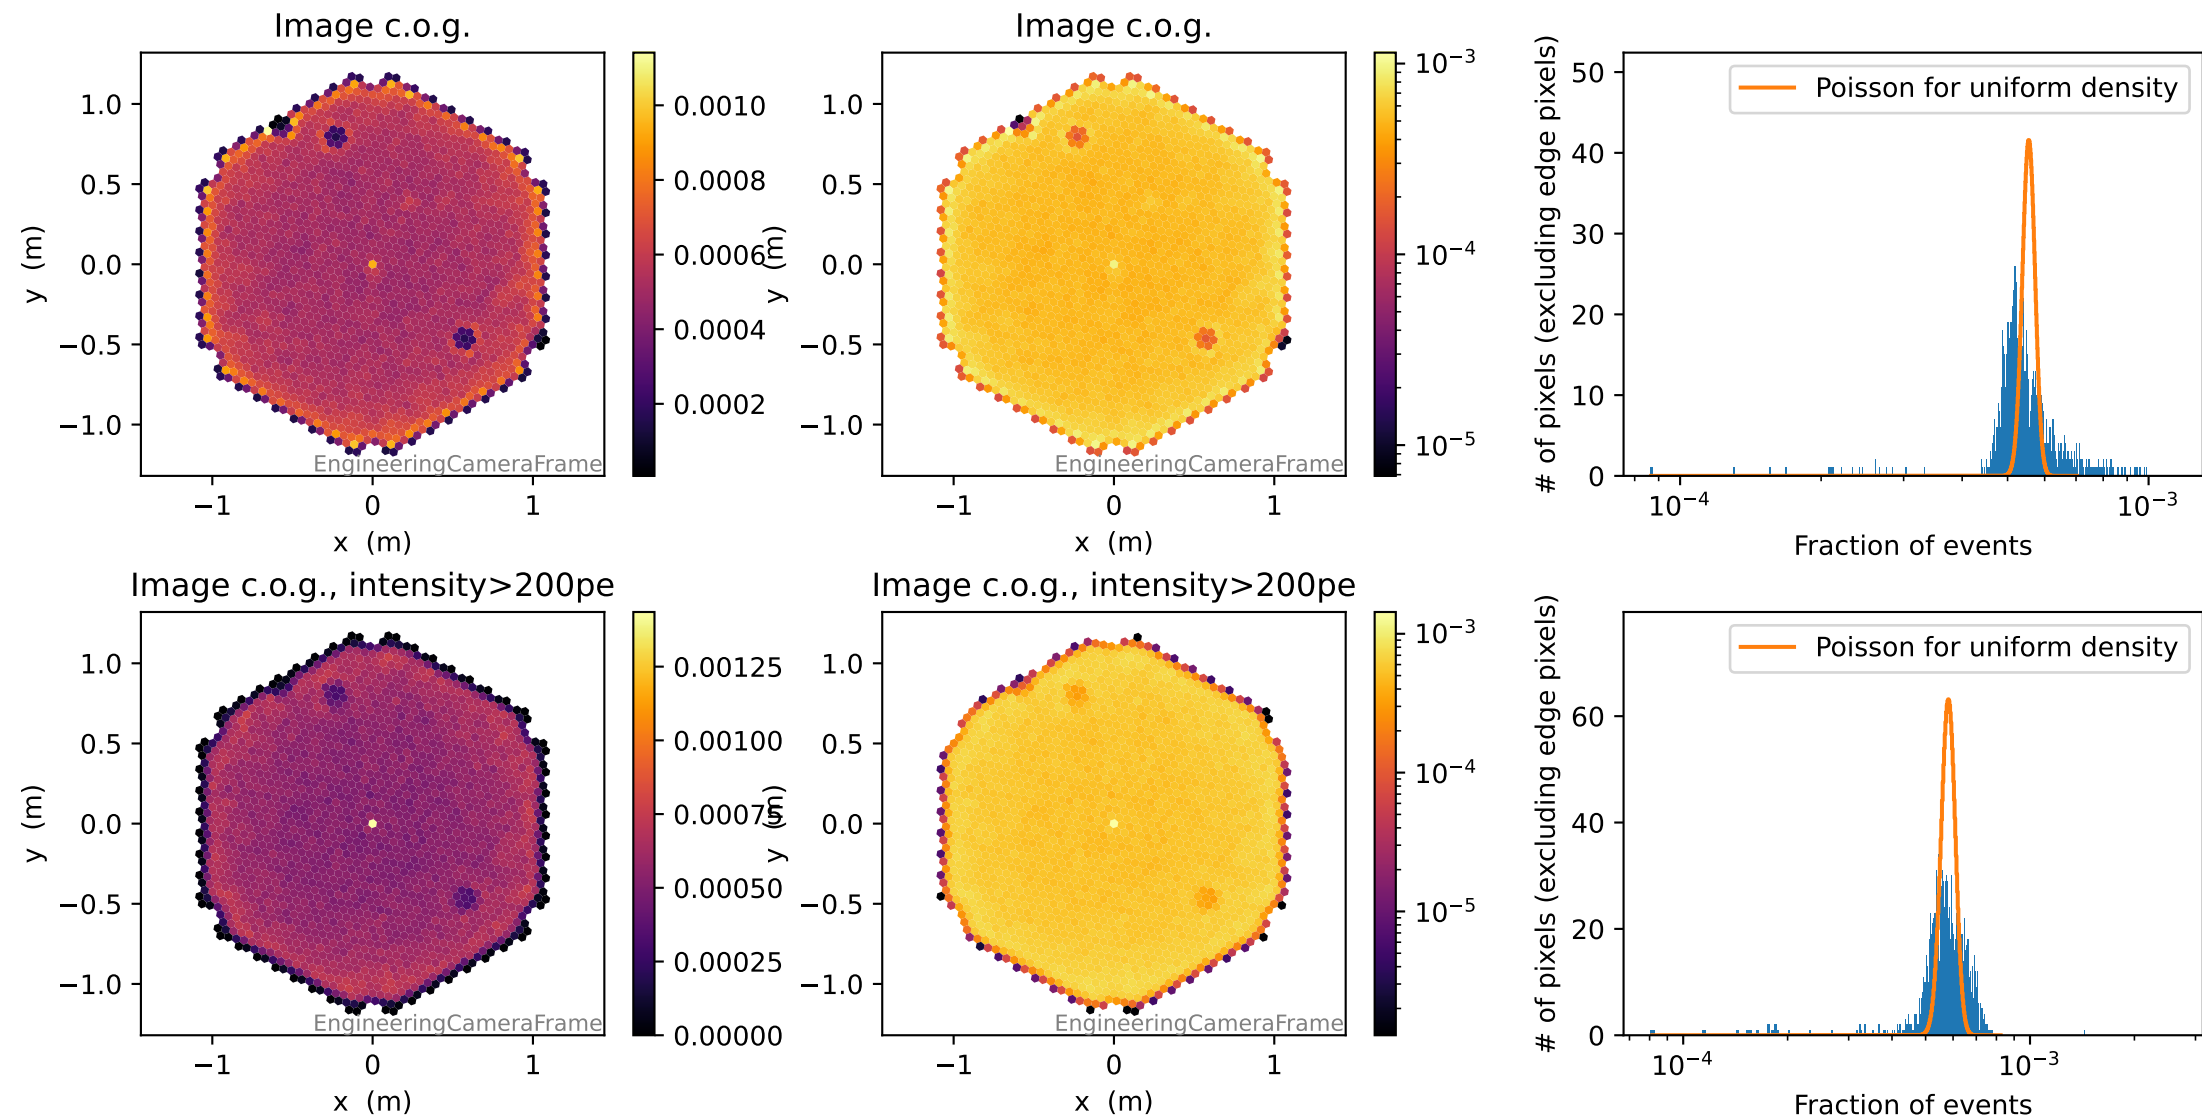 Image c.o.g.
y (m)
1.0
0.5
0.0
−0.5
−1.0
−1
0
1
x (m)
EngineeringCameraFrame
0.0010
0.0008
0.0006
0.0004
0.0002
Image c.o.g.
y (m)
1.0
0.5
0.0
−0.5
−1.0
−1
0
1
x (m)
EngineeringCameraFrame
10⁻³
10⁻⁴
10⁻⁵
# of pixels (excluding edge pixels)
50
40
30
20
10
0
Poisson for uniform density
10⁻⁴
10⁻³
Fraction of events
Image c.o.g., intensity>200pe
y (m)
1.0
0.5
0.0
−0.5
−1.0
−1
0
1
x (m)
EngineeringCameraFrame
0.00125
0.00100
0.00075
0.00050
0.00025
0.00000
Image c.o.g., intensity>200pe
y (m)
1.0
0.5
0.0
−0.5
−1.0
−1
0
1
x (m)
EngineeringCameraFrame
10⁻³
10⁻⁴
10⁻⁵
# of pixels (excluding edge pixels)
60
40
20
0
Poisson for uniform density
10⁻⁴
10⁻³
Fraction of events